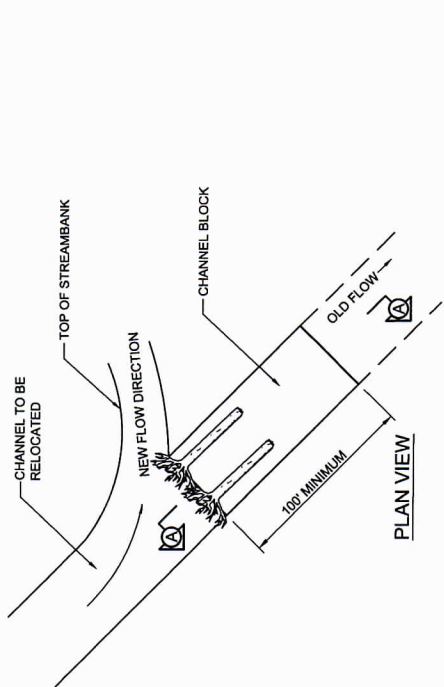 CHANNEL TO BE
RELOCATED
TOP OF STREAMBANK
NEW FLOW DIRECTION
CHANNEL BLOCK
A
OLD FLOW
A
100' MINIMUM
PLAN VIEW